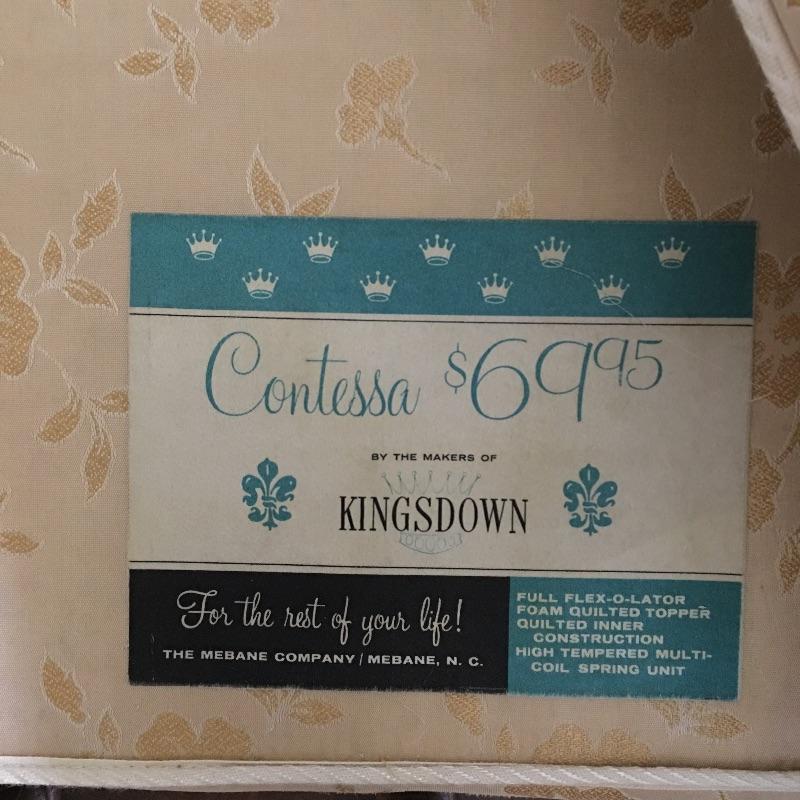 Contessa $69.95
BY THE MAKERS OF
KINGSDOWN
For the rest of your life!
THE MEBANE COMPANY / MEBANE, N. C.
FULL FLEX-O-LATOR
FOAM QUILTED TOPPER
QUILTED INNER
CONSTRUCTION
HIGH TEMPERED MULTI-
COIL SPRING UNIT